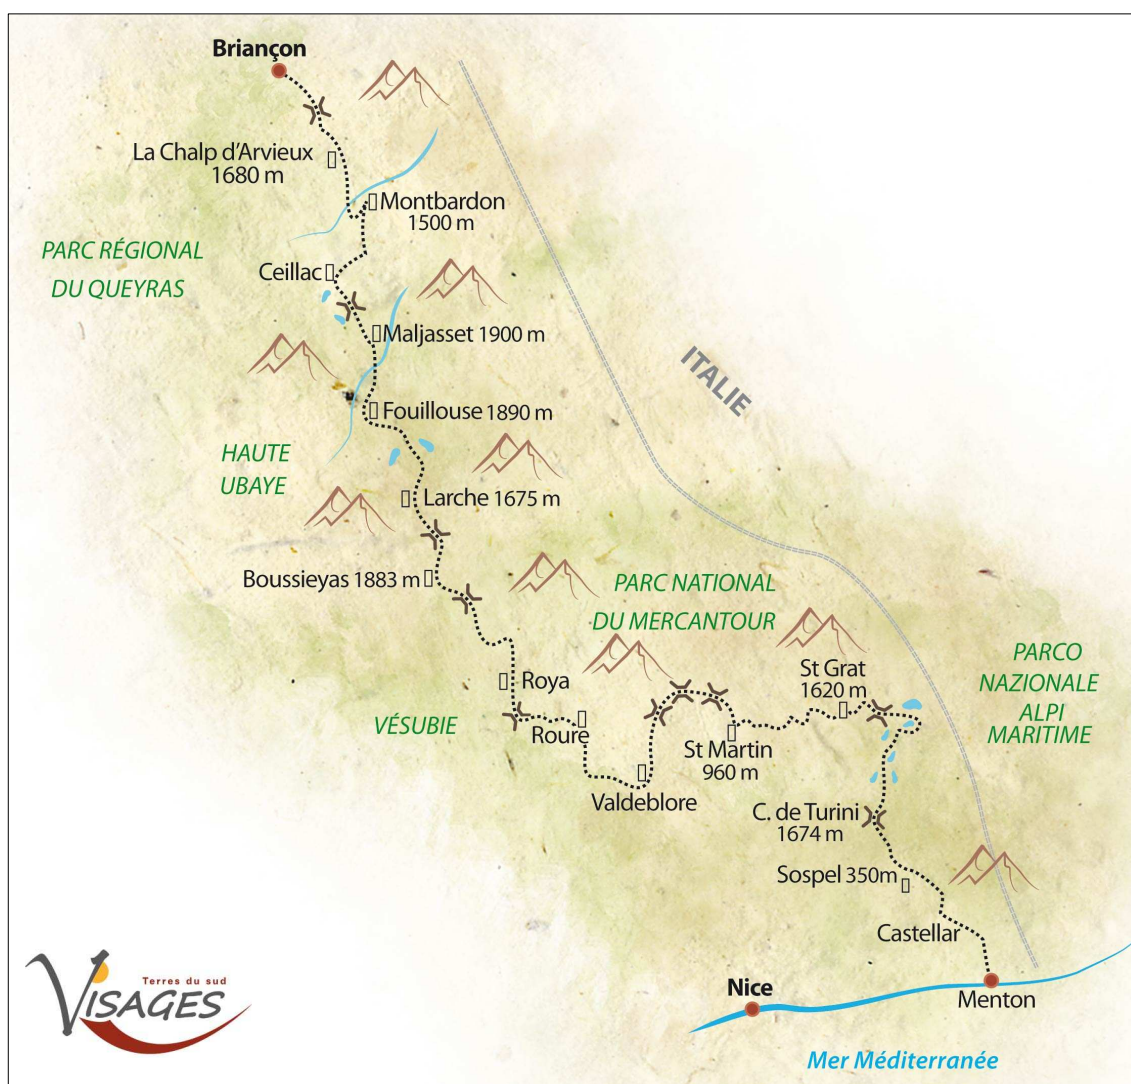 Briançon
La Chalp d'Arvieux
1680 m
Montbardon
1500 m
PARC RÉGIONAL
DU QUEYRAS
Ceillac
Maljasset 1900 m
ITALIE
Fouillouse 1890 m
HAUTE
UBAYE
Larche 1675 m
Boussieyas 1883 m
PARC NATIONAL
DU MERCANTOUR
St Grat
1620 m
PARCO
NAZIONALE
ALPI
MARITIME
Roya
VÉSUBIE
Roure
St Martin
960 m
Valdeblore
C. de Turini
1674 m
Sospel 350m
Castellar
Terres du sud
VISAGES
Nice
Menton
Mer Méditerranée